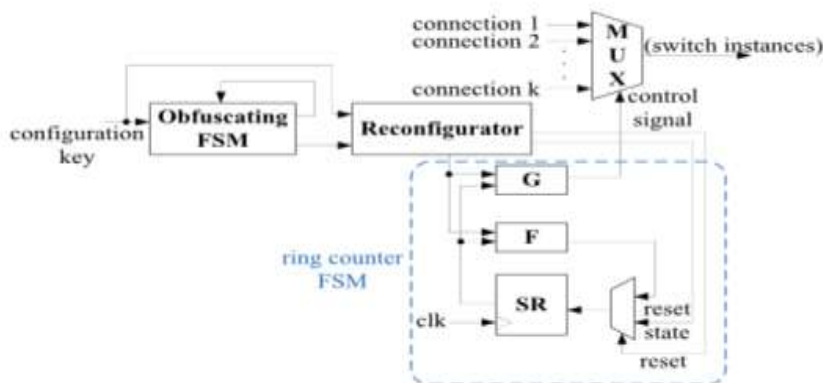 connection 1
connection 2
connection k
MUX
(switch instances)
control
signal
configuration
key
Obfuscating
FSM
Reconfigurator
G
F
ring counter
FSM
SR
clk
reset
state
reset